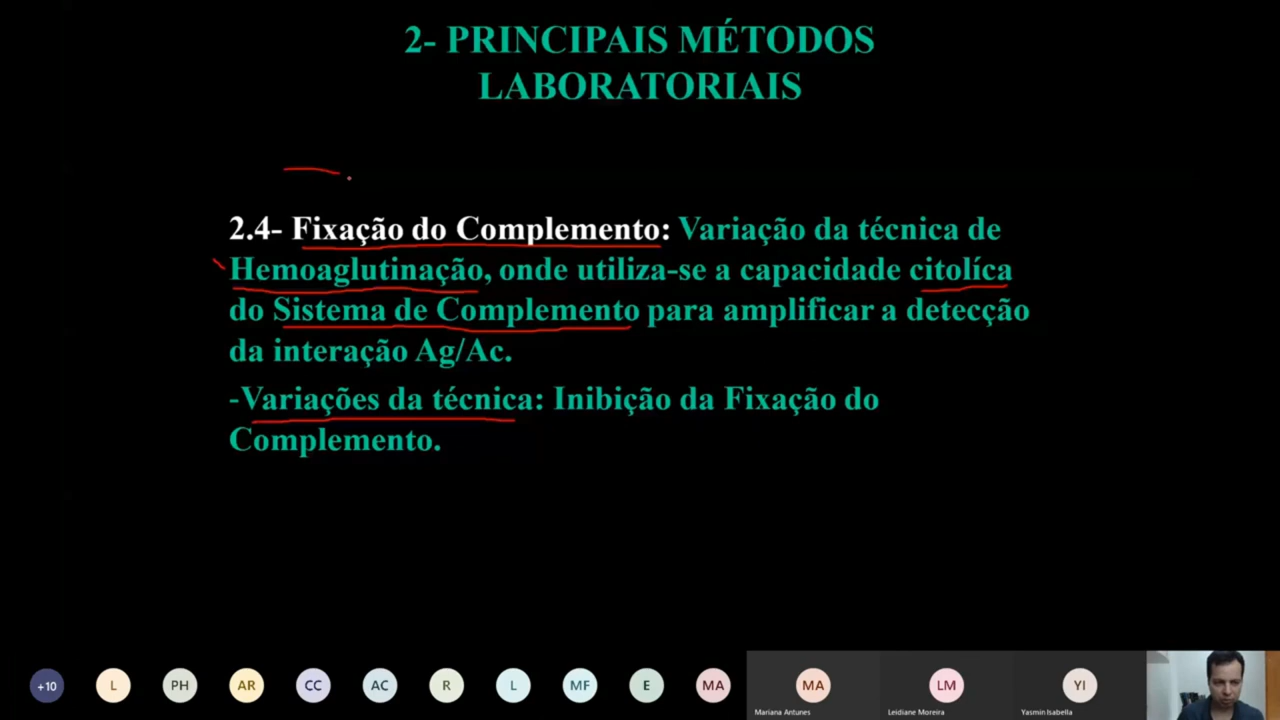 2- PRINCIPAIS MÉTODOS
LABORATORIAIS
2.4- Fixação do Complemento: Variação da técnica de
Hemoaglutinação, onde utiliza-se a capacidade citolíca
do Sistema de Complemento para amplificar a detecção
da interação Ag/Ac.
-Variações da técnica: Inibição da Fixação do
Complemento.
+10 L PH AR CC AC R L MF E MA MA LM YI
Mariana Antunes Leidiane Moreira Yasmin Isabella